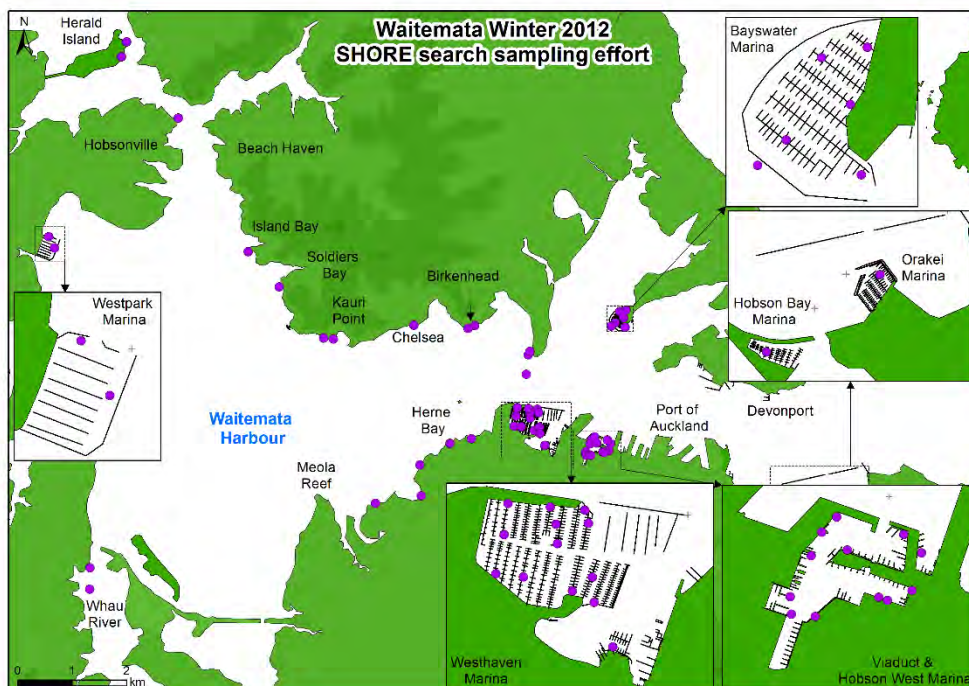 Waitemata Winter 2012
SHORE search sampling effort
N
Herald
Island
Bayswater
Marina
Hobsonville
Beach Haven
Island Bay
Soldiers
Bay
Birkenhead
Kauri
Point
Chelsea
Orakei
Marina
Hobson Bay
Marina
Westpark
Marina
Waitemata
Harbour
Herne
Bay
Port of
Auckland
Devonport
Meola
Reef
Whau
River
Westhaven
Marina
Viaduct &
Hobson West Marina
0 1 2
km